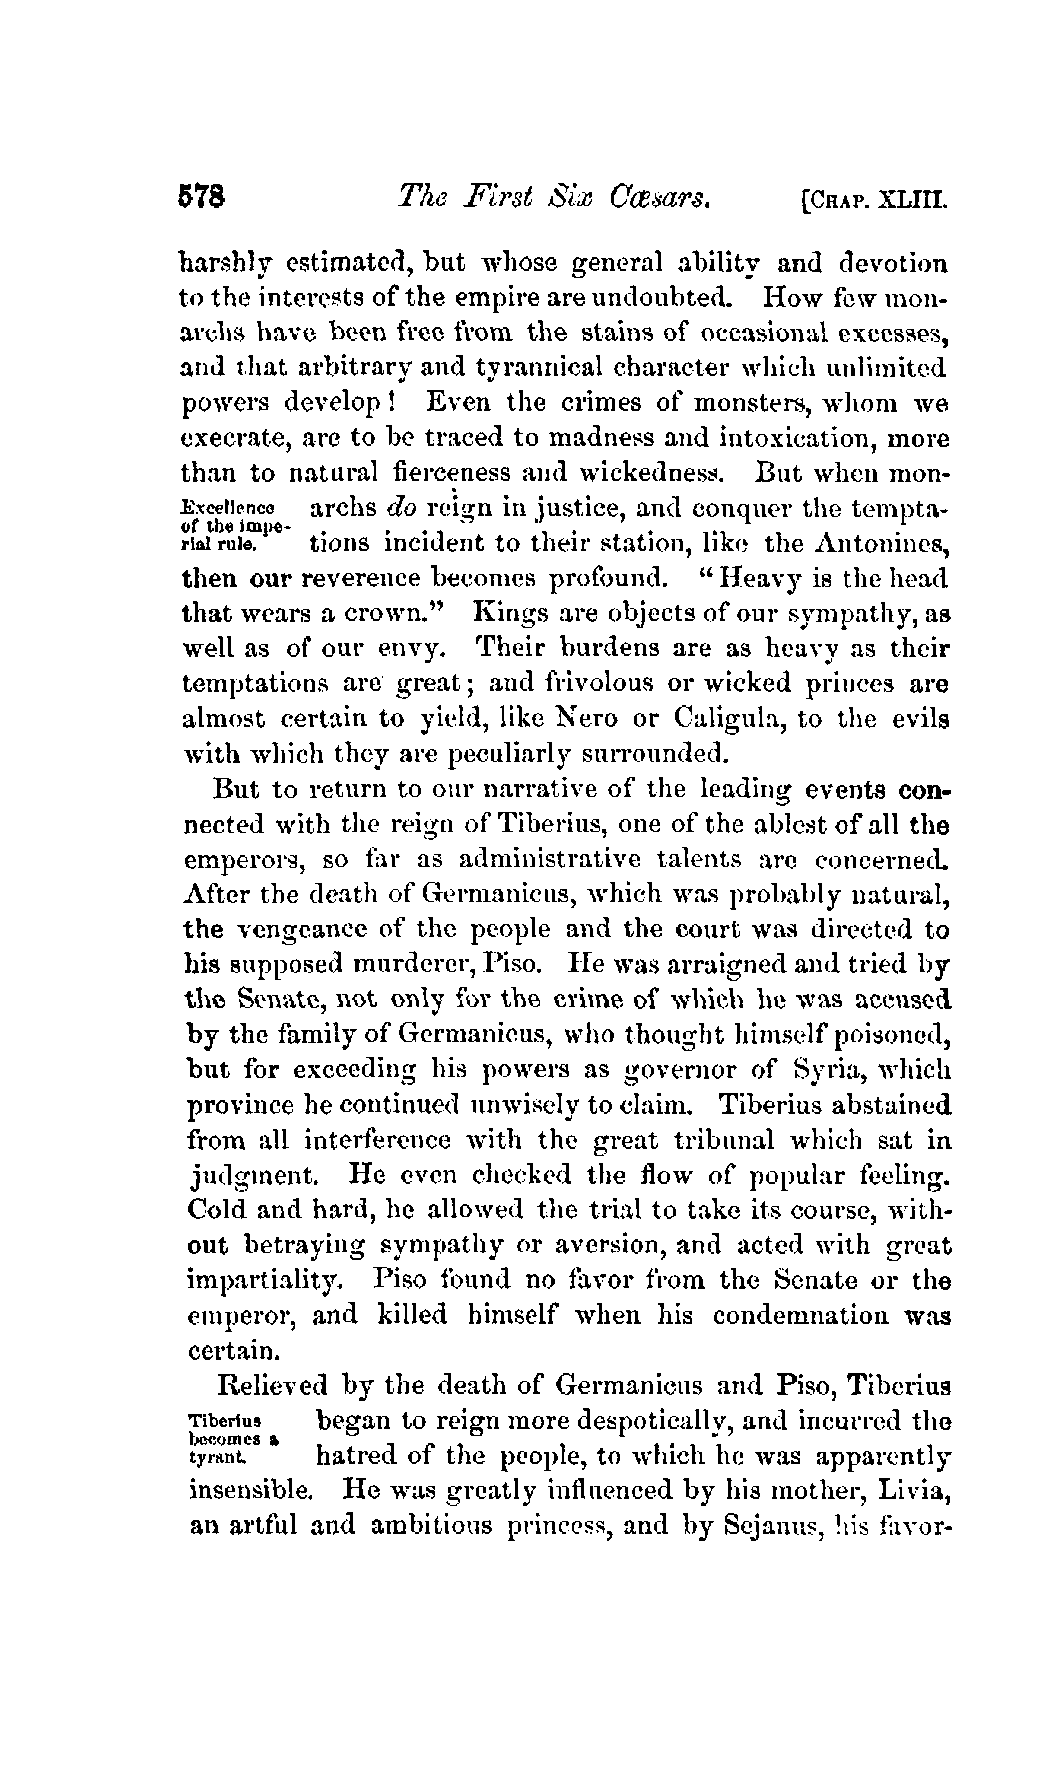 578 The First Six Cæsars. [CHAP. XLIII.
harshly estimated, but whose general ability and devotion
to the interests of the empire are undoubted. How few mon-
archs have been free from the stains of occasional excesses,
and that arbitrary and tyrannical character which unlimited
powers develop! Even the crimes of monsters, whom we
execrate, are to be traced to madness and intoxication, more
than to natural fierceness and wickedness. But when mon-
Excellence
of the impe-
rial rule.
archs do reign in justice, and conquer the tempta-
tions incident to their station, like the Antonines,
then our reverence becomes profound. "Heavy is the head
that wears a crown." Kings are objects of our sympathy, as
well as of our envy. Their burdens are as heavy as their
temptations are great; and frivolous or wicked princes are
almost certain to yield, like Nero or Caligula, to the evils
with which they are peculiarly surrounded.
But to return to our narrative of the leading events con-
nected with the reign of Tiberius, one of the ablest of all the
emperors, so far as administrative talents are concerned.
After the death of Germanicus, which was probably natural,
the vengeance of the people and the court was directed to
his supposed murderer, Piso. He was arraigned and tried by
the Senate, not only for the crime of which he was accused
by the family of Germanicus, who thought himself poisoned,
but for exceeding his powers as governor of Syria, which
province he continued unwisely to claim. Tiberius abstained
from all interference with the great tribunal which sat in
judgment. He even checked the flow of popular feeling.
Cold and hard, he allowed the trial to take its course, with-
out betraying sympathy or aversion, and acted with great
impartiality. Piso found no favor from the Senate or the
emperor, and killed himself when his condemnation was
certain.
Relieved by the death of Germanicus and Piso, Tiberius
Tiberius
becomes a
tyrant.
began to reign more despotically, and incurred the
hatred of the people, to which he was apparently
insensible. He was greatly influenced by his mother, Livia,
an artful and ambitious princess, and by Sejanus, his favor-